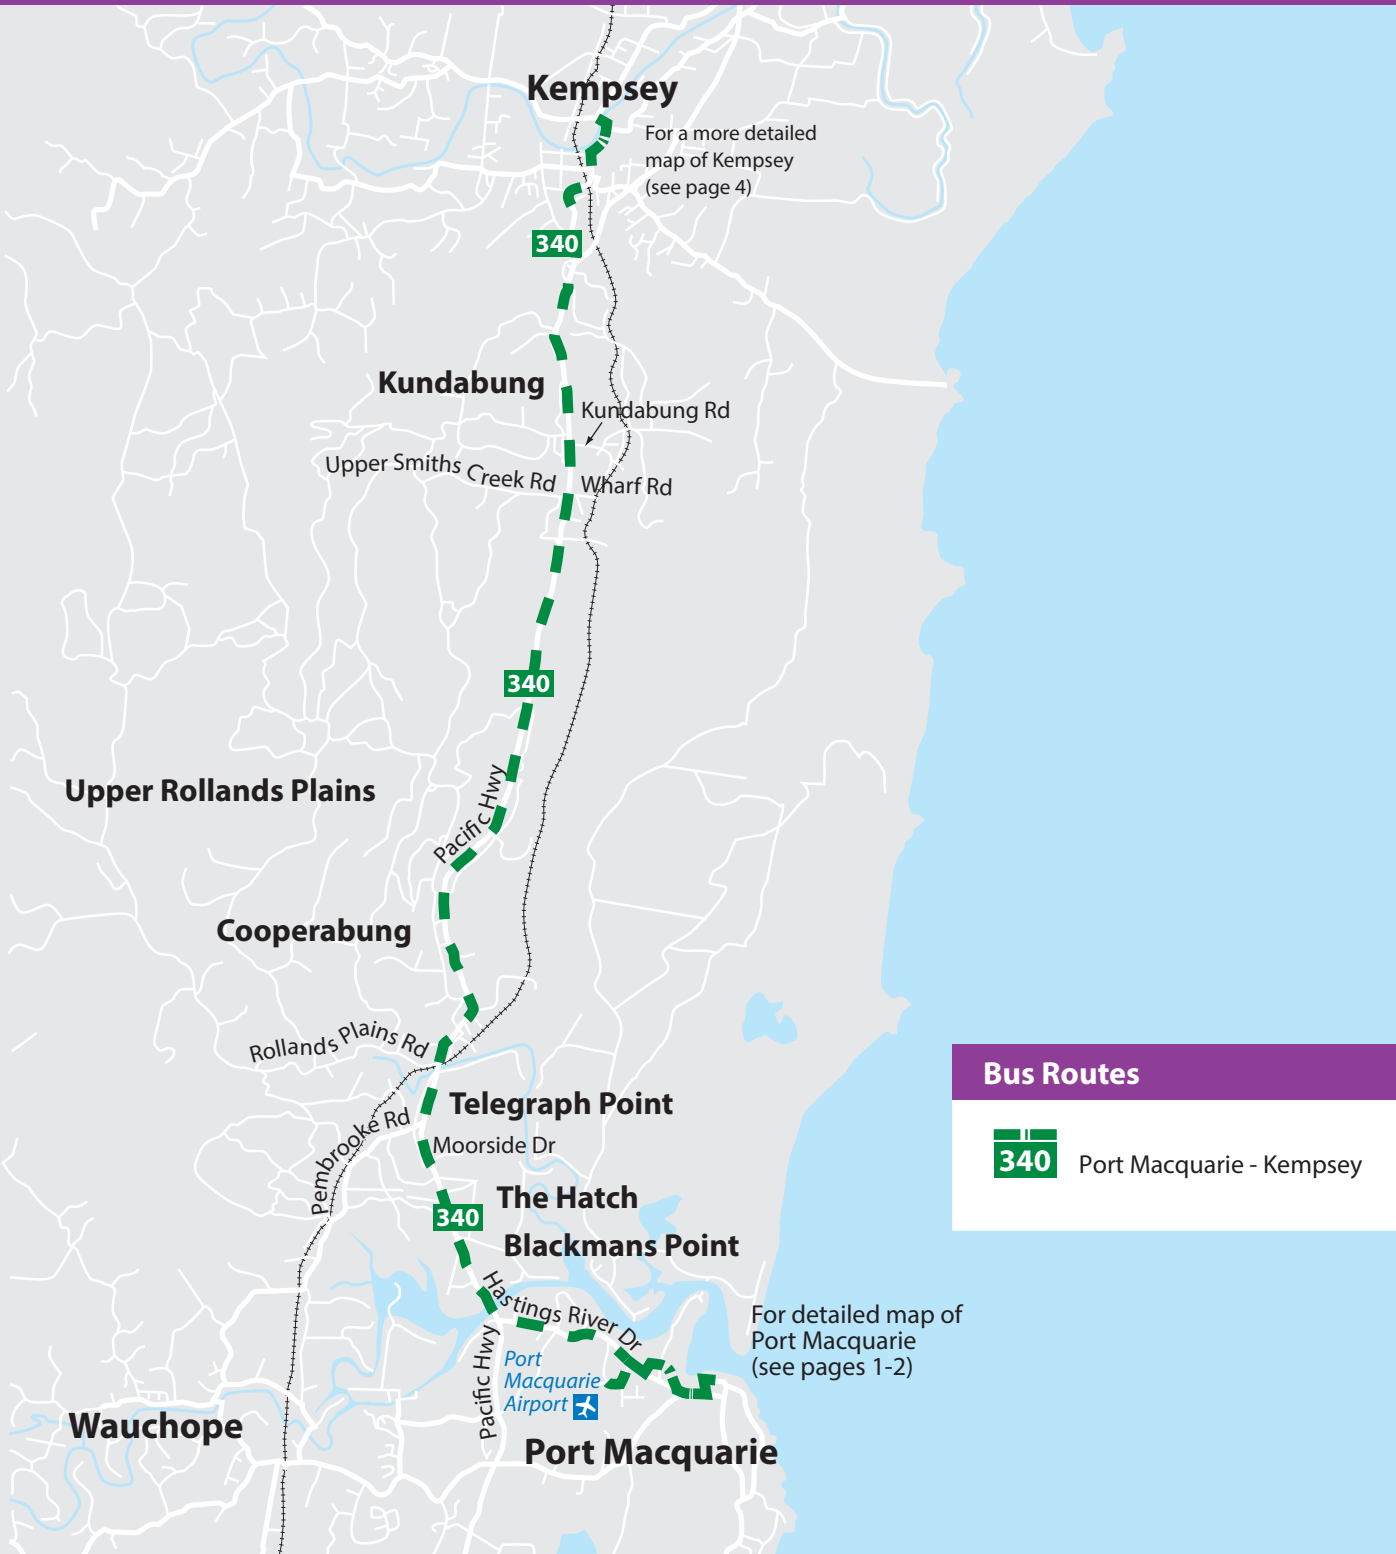 Kempsey
For a more detailed
map of Kempsey
(see page 4)
340
Kundabung
Kundabung Rd
Upper Smiths Creek Rd
Wharf Rd
340
Upper Rollands Plains
Pacific Hwy
Cooperabung
Rollands Plains Rd
Bus Routes
Telegraph Point
Pembrooke Rd
Moorside Dr
340
Port Macquarie - Kempsey
The Hatch
340
Blackmans Point
Hastings River Dr
For detailed map of
Port Macquarie
(see pages 1-2)
Pacific Hwy
Port
Macquarie
Airport
Wauchope
Port Macquarie